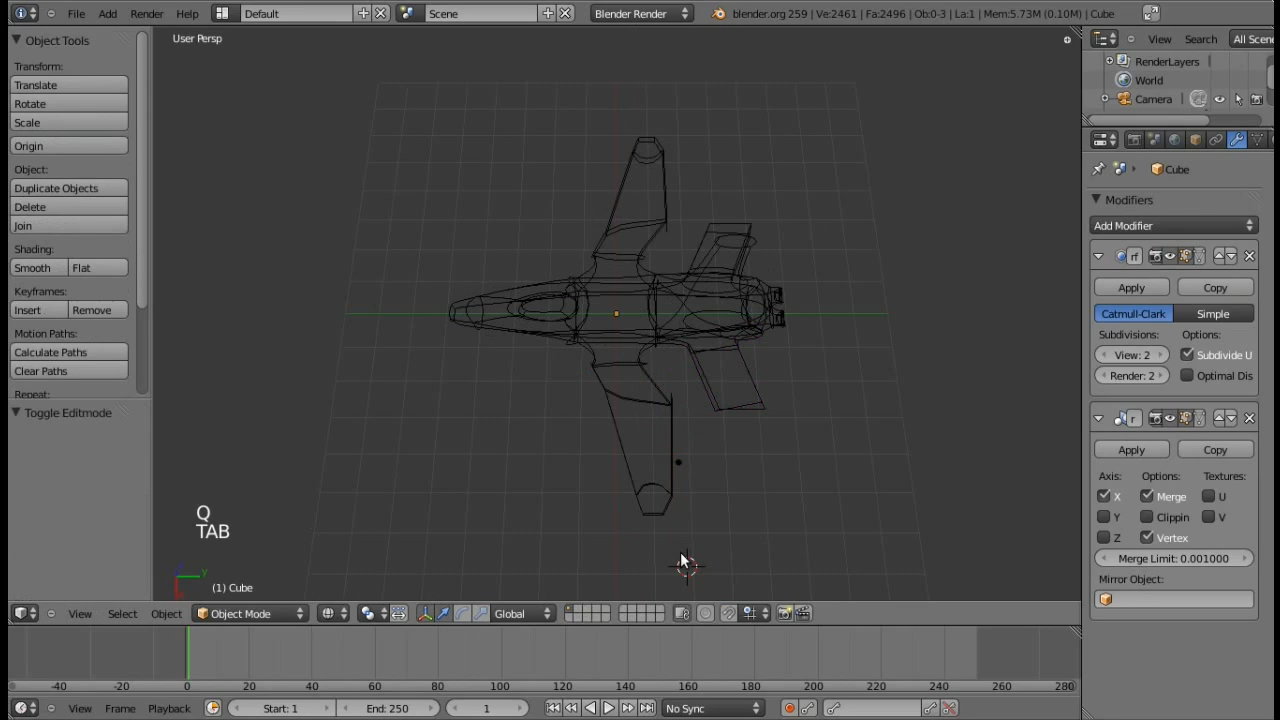 File Add Render Help Default Scene Blender Render blender.org 259 | Ve:2461 | Fa:2496 | Ob:0-3 | La:1 | Mem:5.73M (0.10M) | Cube
Object Tools
Transform:
Translate
Rotate
Scale
Origin
Object:
Duplicate Objects
Delete
Join
Shading:
Smooth Flat
Keyframes:
Insert Remove
Motion Paths:
Calculate Paths
Clear Paths
Repeat:
Toggle Editmode
User Persp
Q
TAB
Z Y
(1) Cube
View Select Object Object Mode Global
-40 -20 0 20 40 60 80 100 120 140 160 180 200 220 240 260 280
View Frame Playback Start: 1 End: 250 1 No Sync
View Search All Scene
RenderLayers
World
Camera
Cube
Modifiers
Add Modifier
rf
Apply Copy
Catmull-Clark Simple
Subdivisions: Options:
View: 2 Subdivide U
Render: 2 Optimal Dis
r
Apply Copy
Axis: Options: Textures:
X Merge U
Y Clippin V
Z Vertex
Merge Limit: 0.001000
Mirror Object: